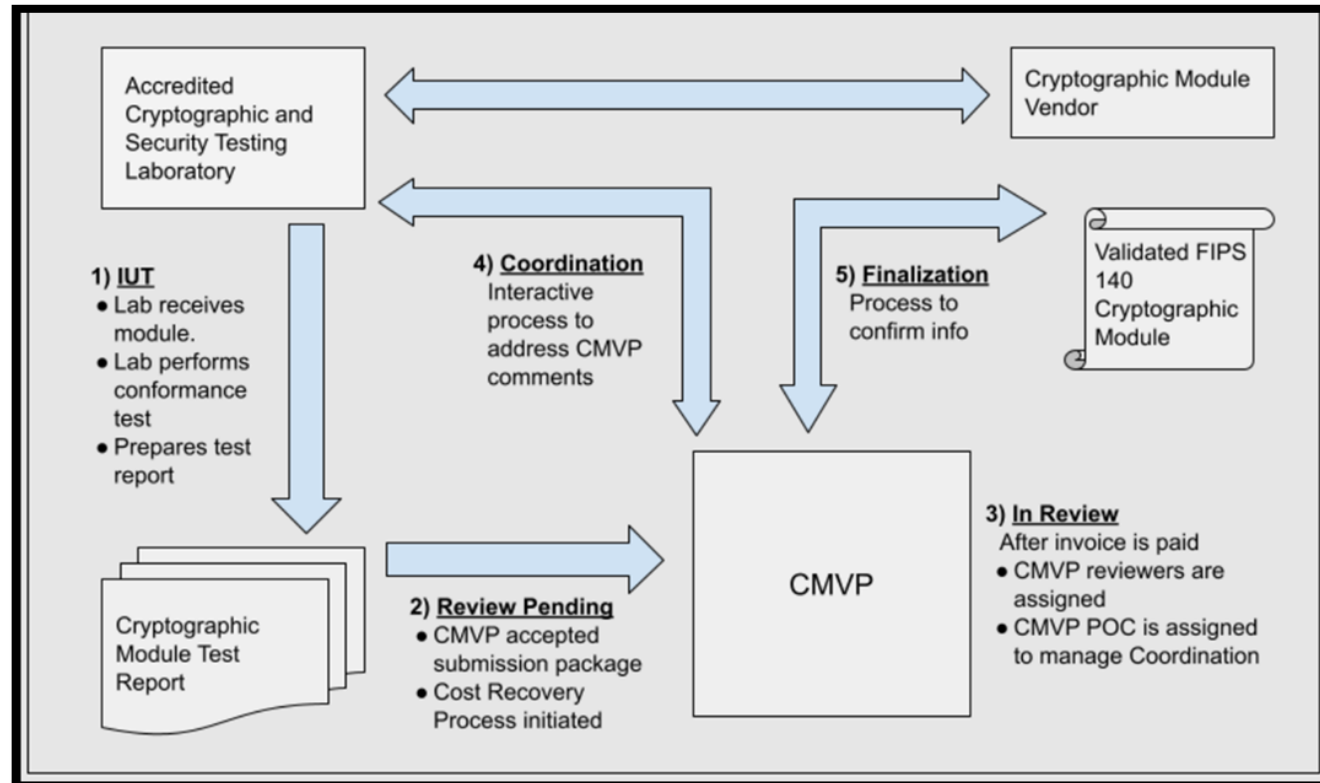 Accredited
Cryptographic and
Security Testing
Laboratory
Cryptographic Module
Vendor
1) IUT
● Lab receives
module.
● Lab performs
conformance
test
● Prepares test
report
4) Coordination
Interactive
process to
address CMVP
comments
5) Finalization
Process to
confirm info
Validated FIPS
140
Cryptographic
Module
Cryptographic
Module Test
Report
2) Review Pending
● CMVP accepted
submission package
● Cost Recovery
Process initiated
CMVP
3) In Review
After invoice is paid
● CMVP reviewers are
assigned
● CMVP POC is assigned
to manage Coordination